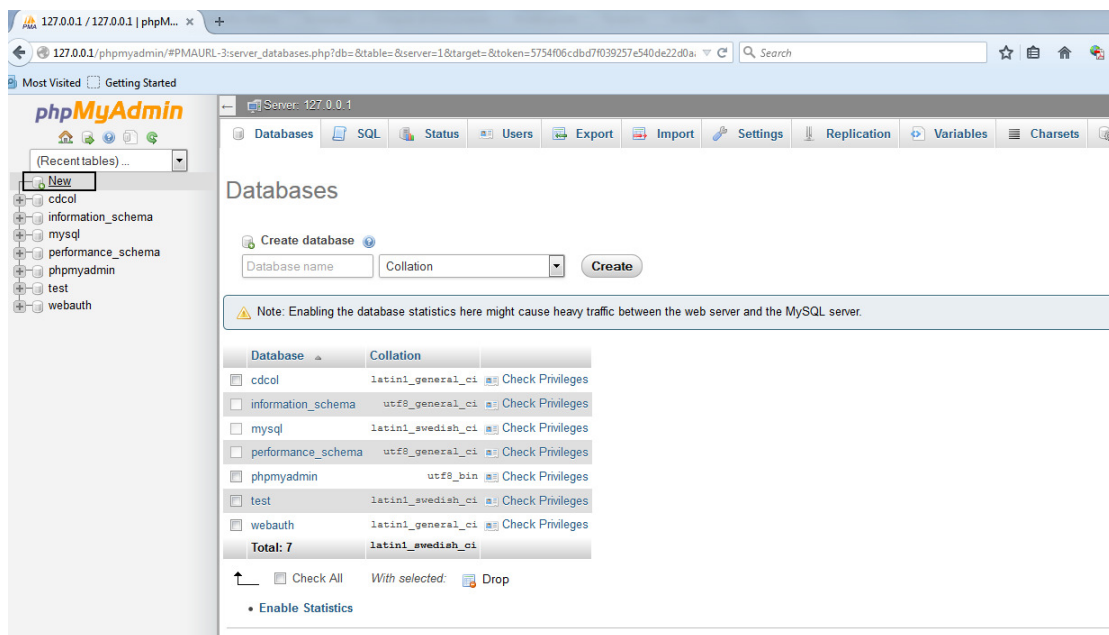 127.0.0.1 / 127.0.0.1 | phpM... × +
127.0.0.1/phpmyadmin/#PMAURL-3:server_databases.php?db=&table=&server=1&target=&token=5754f06cdbd7f039257e540de22d0a Search
Most Visited Getting Started
phpMyAdmin
(Recent tables) ...
New
cdcol
information_schema
mysql
performance_schema
phpmyadmin
test
webauth
Server: 127.0.0.1
Databases SQL Status Users Export Import Settings Replication Variables Charsets
Databases
Create database
Database name Collation Create
Note: Enabling the database statistics here might cause heavy traffic between the web server and the MySQL server.
Database Collation
cdcol latin1_general_ci Check Privileges
information_schema utf8_general_ci Check Privileges
mysql latin1_swedish_ci Check Privileges
performance_schema utf8_general_ci Check Privileges
phpmyadmin utf8_bin Check Privileges
test latin1_swedish_ci Check Privileges
webauth latin1_general_ci Check Privileges
Total: 7 latin1_swedish_ci
Check All With selected: Drop
• Enable Statistics